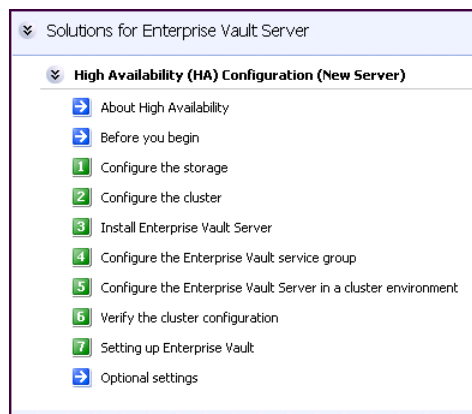 Solutions for Enterprise Vault Server
High Availability (HA) Configuration (New Server)
About High Availability
Before you begin
1 Configure the storage
2 Configure the cluster
3 Install Enterprise Vault Server
4 Configure the Enterprise Vault service group
5 Configure the Enterprise Vault Server in a cluster environment
6 Verify the cluster configuration
7 Setting up Enterprise Vault
Optional settings